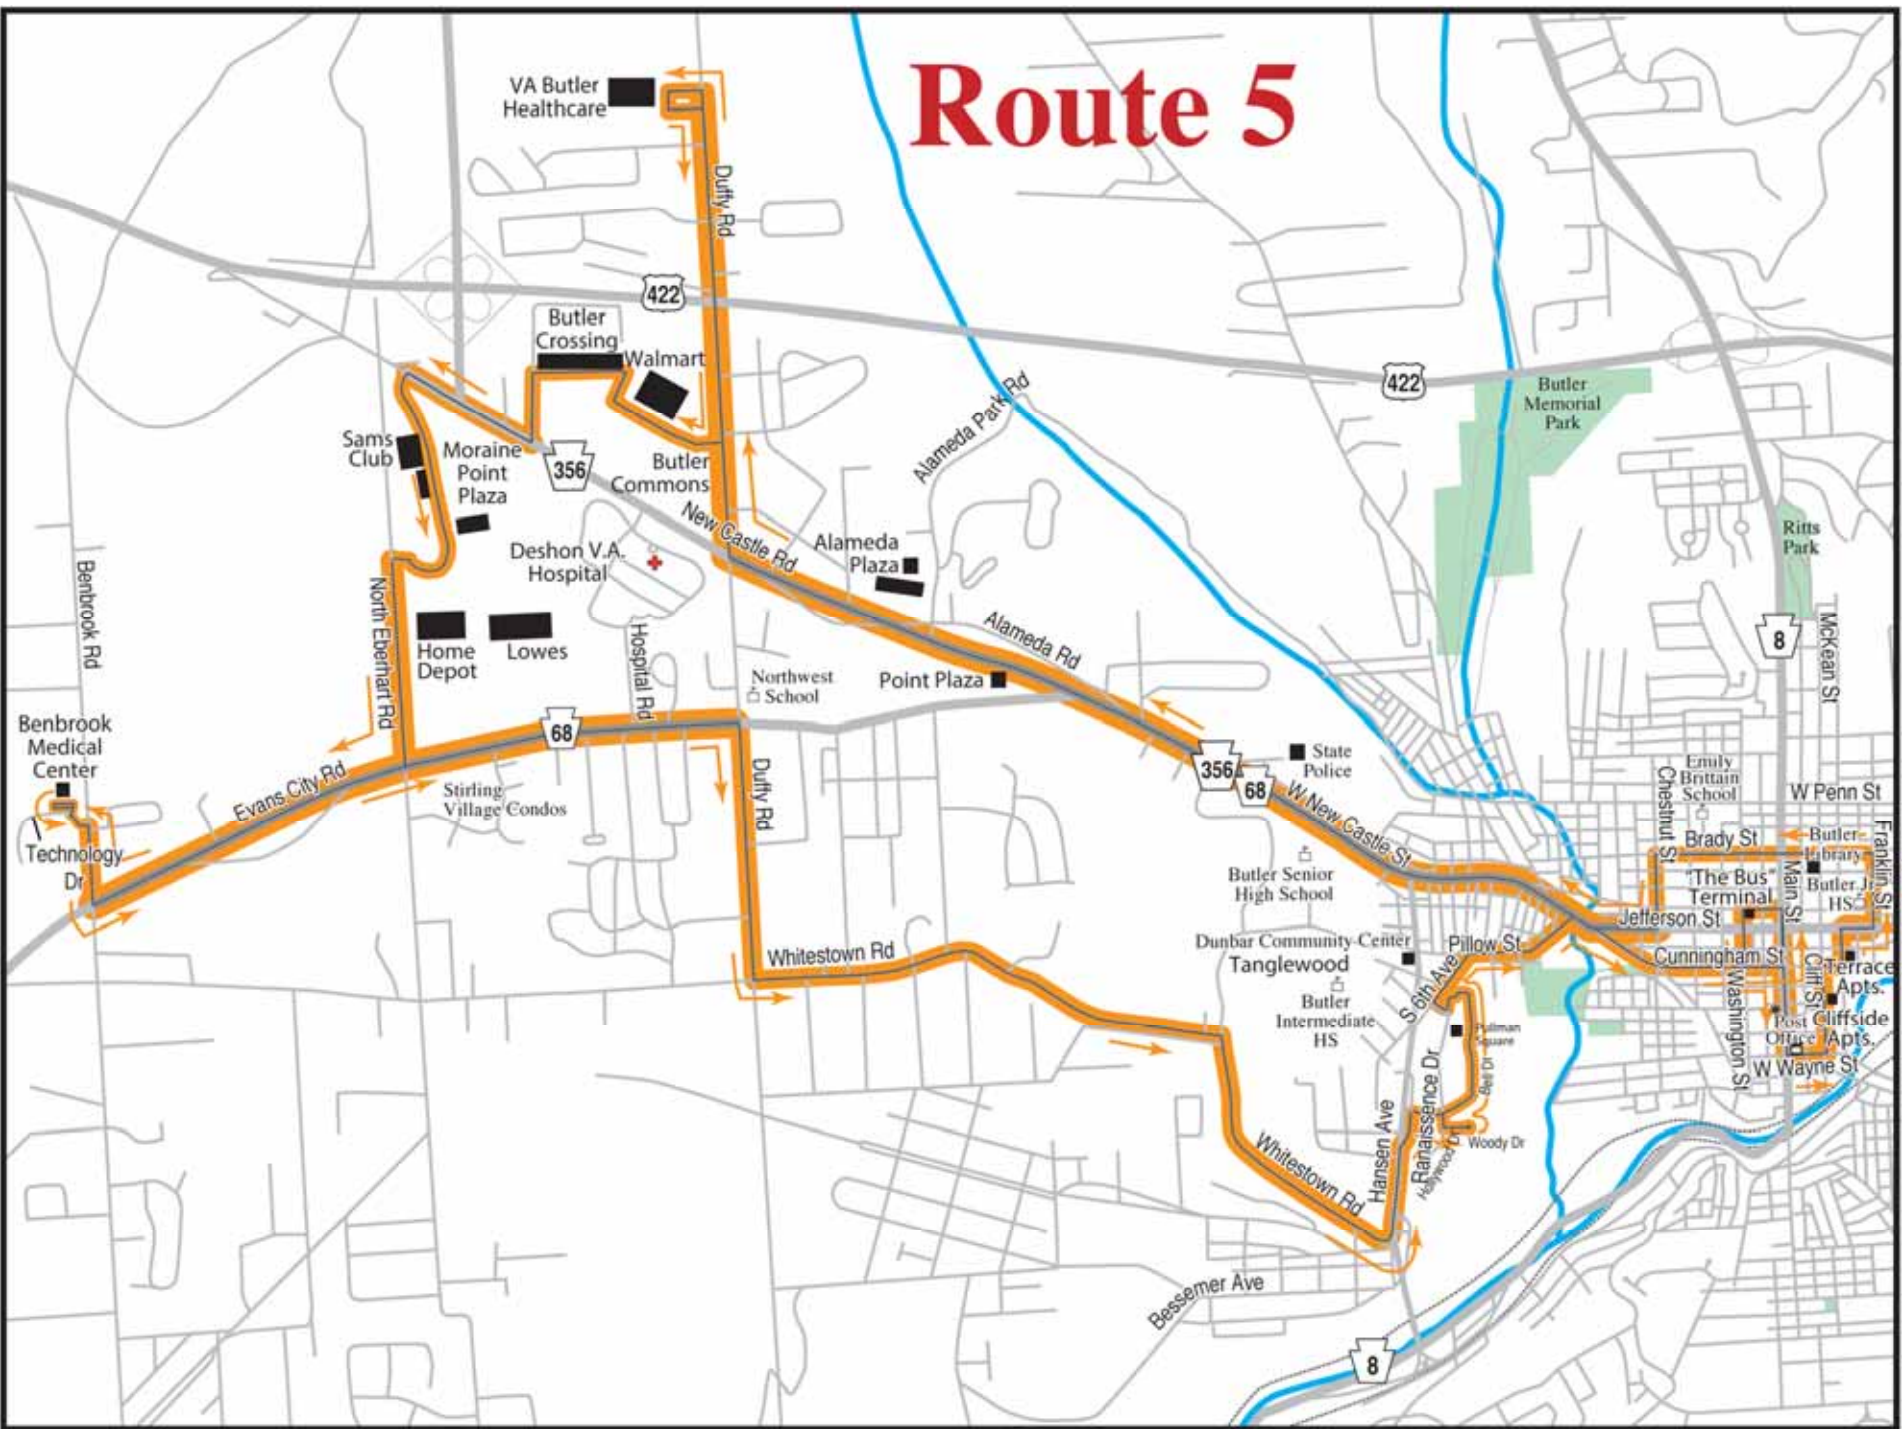 Route 5
VA Butler
Healthcare
Duffy Rd
422
Butler
Crossing
Walmart
422
Butler
Memorial
Park
Alameda Park Rd
Sams
Club
Moraine
Point
Plaza
356
Butler
Commons
New Castle Rd
Deshon V.A.
Hospital
Alameda
Plaza
Ritts
Park
Benbrook Rd
North Eberhart Rd
Home
Depot
Lowes
Hospital Rd
Northwest
School
Point Plaza
Alameda Rd
8
McKean St
Benbrook
Medical
Center
68
Evans City Rd
Stirling
Village Condos
Duffy Rd
Technology
Dr
356
68
State
Police
W New Castle St
Emily
Brittain
School
Chestnut St
W Penn St
Brady St
Butler
Library
Franklin St
"The Bus"
Terminal
Main St
Butler Jr
HS
Butler Senior
High School
Jefferson St
Whitestown Rd
Dunbar Community Center
Tanglewood
Pillow St
Cunningham St
S 6th Ave
Butler
Intermediate
HS
Washington St
Cliff St
Terrace
Apts.
Pullman
Square
Post
Office
Cliffside
Apts.
W Wayne St
Ranaissence Dr
Bell Dr
Hansen Ave
Hollywood D
Woody Dr
Whitestown Rd
Bessemer Ave
8